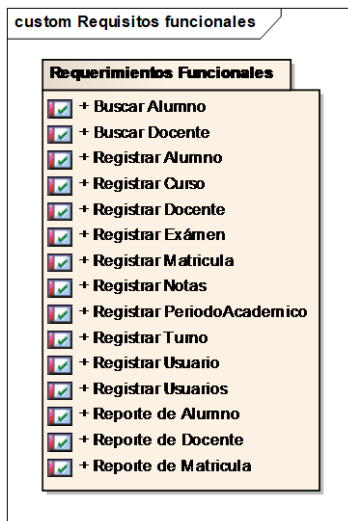 custom Requisitos funcionales
Requerimientos Funcionales
+ Buscar Alumno
+ Buscar Docente
+ Registrar Alumno
+ Registrar Curso
+ Registrar Docente
+ Registrar Exámen
+ Registrar Matricula
+ Registrar Notas
+ Registrar PeriodoAcademico
+ Registrar Turno
+ Registrar Usuario
+ Registrar Usuarios
+ Reporte de Alumno
+ Reporte de Docente
+ Reporte de Matricula